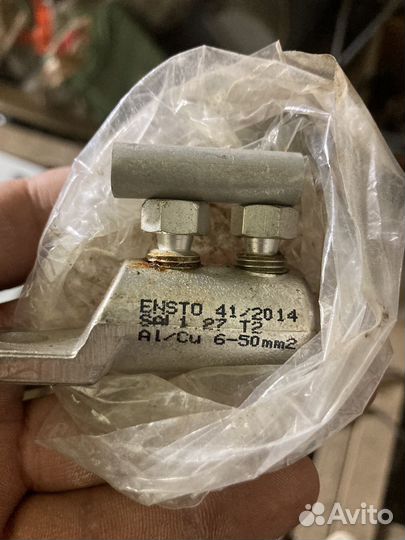 ENSTO 41/2014
SAL 1.27 T2
Al/Cu 6-50mm2
Avito